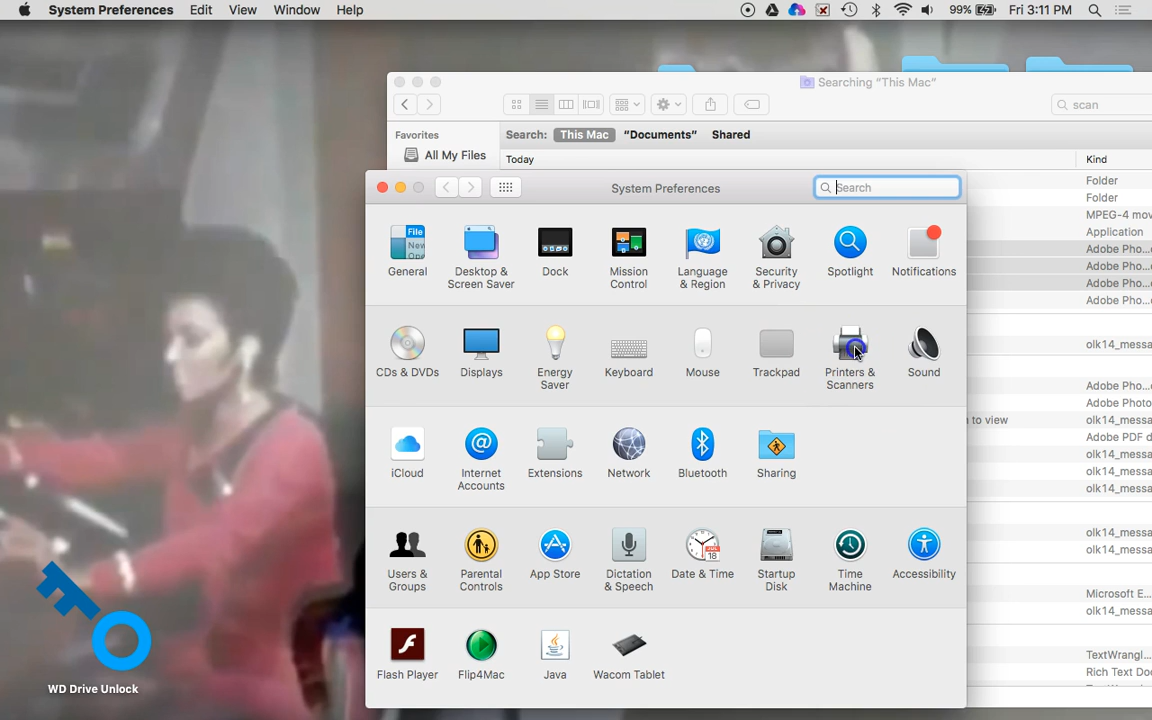 System Preferences Edit View Window Help 99% Fri 3:11 PM
Searching “This Mac”
scan
Favorites
Search: This Mac “Documents” Shared
All My Files
Today
Kind
System Preferences
Search
Folder
Folder
MPEG-4 mov
Application
Adobe Pho...
Adobe Pho...
Adobe Pho...
Adobe Pho...
olk14_messa
Adobe Pho...
Adobe Photo
n to view
olk14_messa
Adobe PDF d
olk14_messa
olk14_messa
olk14_messa
olk14_messa
olk14_messa
Microsoft E...
olk14_messa
TextWrangl...
Rich Text Do
File
New
Ope
General
Desktop &
Screen Saver
Dock
Mission
Control
Language
& Region
Security
& Privacy
Spotlight
Notifications
CDs & DVDs
Displays
Energy
Saver
Keyboard
Mouse
Trackpad
Printers &
Scanners
Sound
iCloud
Internet
Accounts
Extensions
Network
Bluetooth
Sharing
Users &
Groups
Parental
Controls
App Store
Dictation
& Speech
18
Date & Time
Startup
Disk
Time
Machine
Accessibility
Flash Player
Flip4Mac
Java
Wacom Tablet
WD Drive Unlock